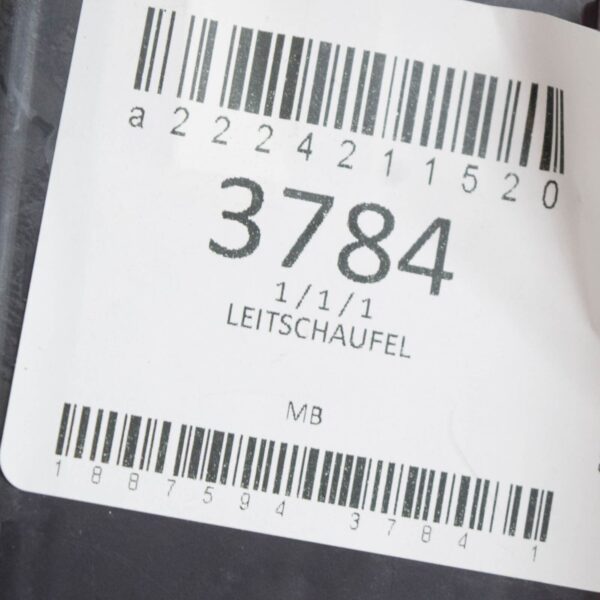 a2224211520
3784
1/1/1
LEITSCHAUFEL
MB
1887594 3784 1